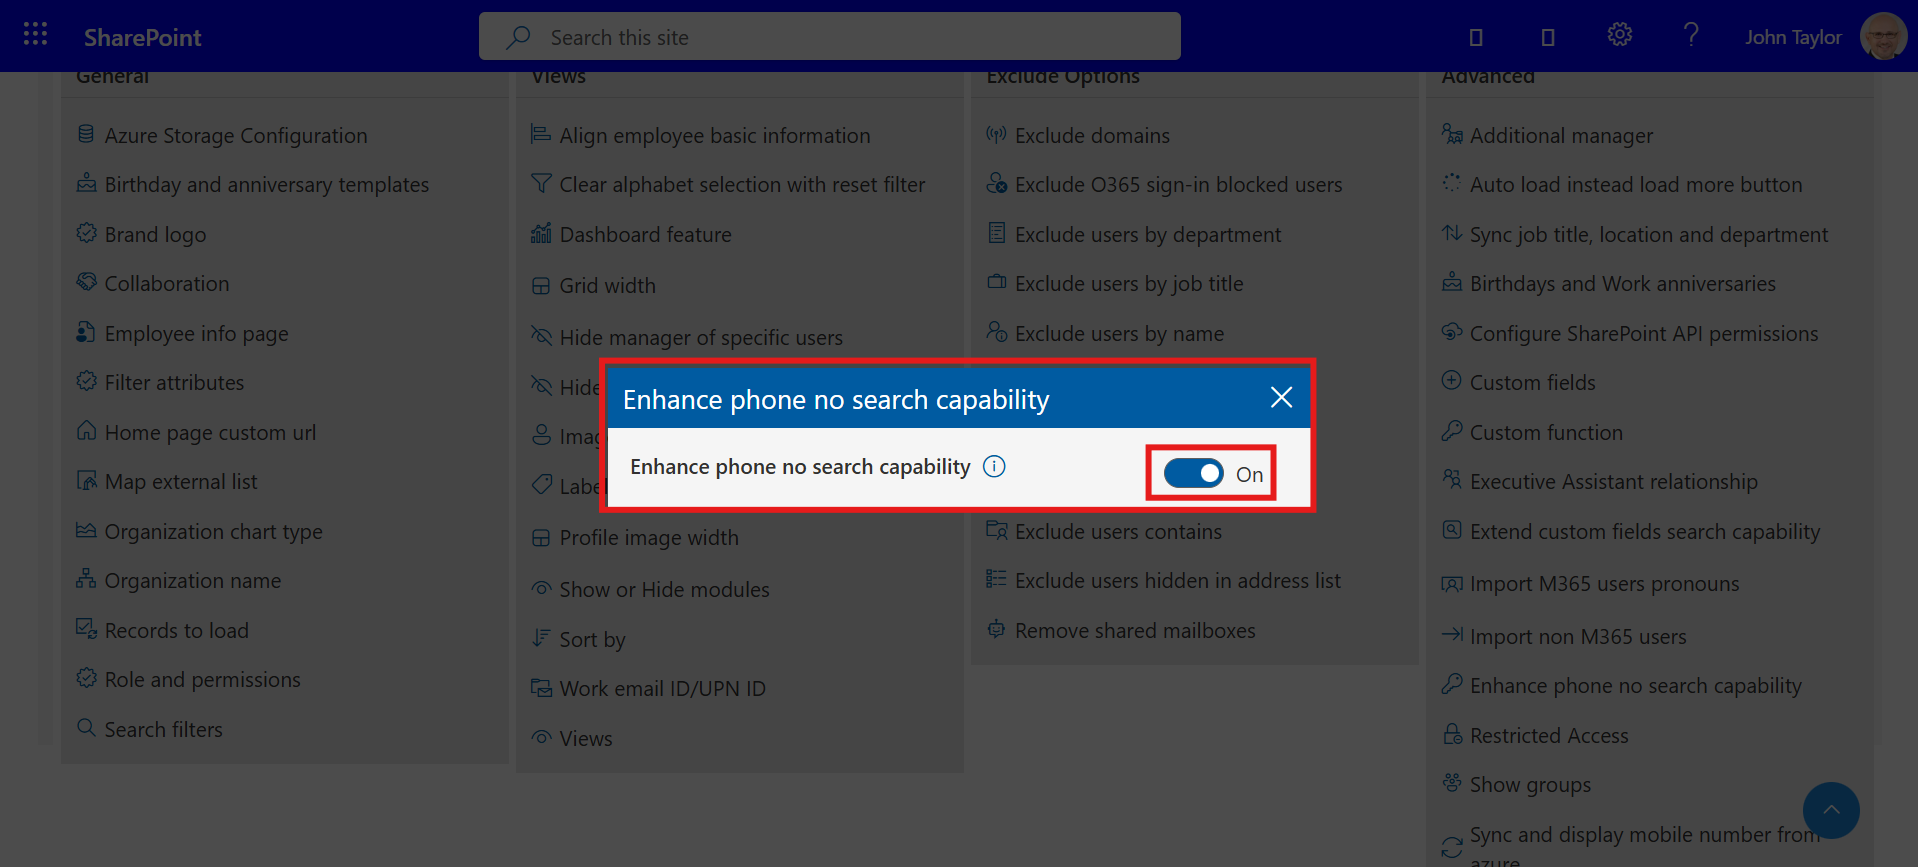 SharePoint
Search this site
John Taylor
General
Azure Storage Configuration
Birthday and anniversary templates
Brand logo
Collaboration
Employee info page
Filter attributes
Home page custom url
Map external list
Organization chart type
Organization name
Records to load
Role and permissions
Search filters
Views
Align employee basic information
Clear alphabet selection with reset filter
Dashboard feature
Grid width
Hide manager of specific users
Hide
Profile image width
Show or Hide modules
Sort by
Work email ID/UPN ID
Views
Exclude Options
Exclude domains
Exclude O365 sign-in blocked users
Exclude users by department
Exclude users by job title
Exclude users by name
Exclude users contains
Exclude users hidden in address list
Remove shared mailboxes
Advanced
Additional manager
Auto load instead load more button
Sync job title, location and department
Birthdays and Work anniversaries
Configure SharePoint API permissions
Custom fields
Custom function
Executive Assistant relationship
Extend custom fields search capability
Import M365 users pronouns
Import non M365 users
Enhance phone no search capability
Restricted Access
Show groups
Sync and display mobile number from
azure
Enhance phone no search capability
Enhance phone no search capability
On